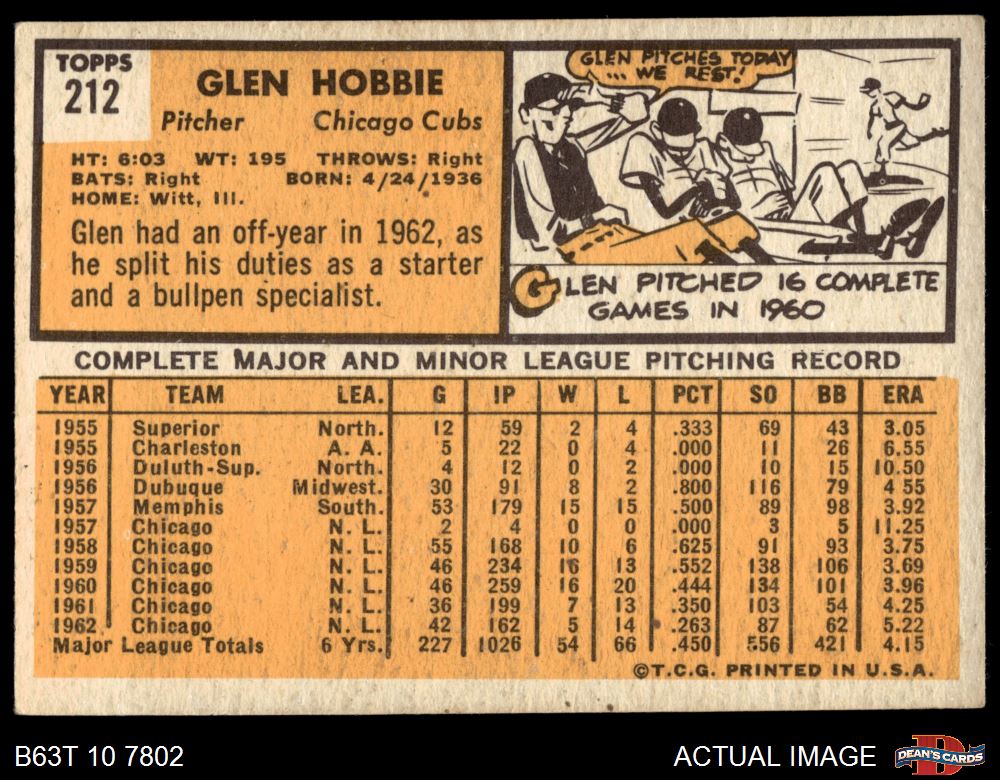 TOPPS
212
GLEN HOBBIE
Pitcher Chicago Cubs
HT: 6:03 WT: 195 THROWS: Right
BATS: Right BORN: 4/24/1936
HOME: Witt, Ill.
Glen had an off-year in 1962, as
he split his duties as a starter
and a bullpen specialist.
GLEN PITCHES TODAY
... WE REST!
GLEN PITCHED 16 COMPLETE
GAMES IN 1960
COMPLETE MAJOR AND MINOR LEAGUE PITCHING RECORD
YEAR TEAM LEA. G IP W L PCT SO BB ERA
1955 Superior North. 12 59 2 4 .333 69 43 3.05
1955 Charleston A. A. 5 22 0 4 .000 11 26 6.55
1956 Duluth-Sup. North. 4 12 0 2 .000 10 15 10.50
1956 Dubuque Midwest. 30 91 8 2 .800 116 79 4.55
1957 Memphis South. 53 179 15 15 .500 89 98 3.92
1957 Chicago N. L. 2 4 0 0 .000 3 5 11.25
1958 Chicago N. L. 55 168 10 6 .625 91 93 3.75
1959 Chicago N. L. 46 234 16 13 .552 138 106 3.69
1960 Chicago N. L. 46 259 16 20 .444 134 101 3.96
1961 Chicago N. L. 36 199 7 13 .350 103 54 4.25
1962 Chicago N. L. 42 162 5 14 .263 87 62 5.22
Major League Totals 6 Yrs. 227 1026 54 66 .450 556 421 4.15
©T.C.G. PRINTED IN U.S.A.
B63T 10 7802 ACTUAL IMAGE
D
DEAN'S CARDS